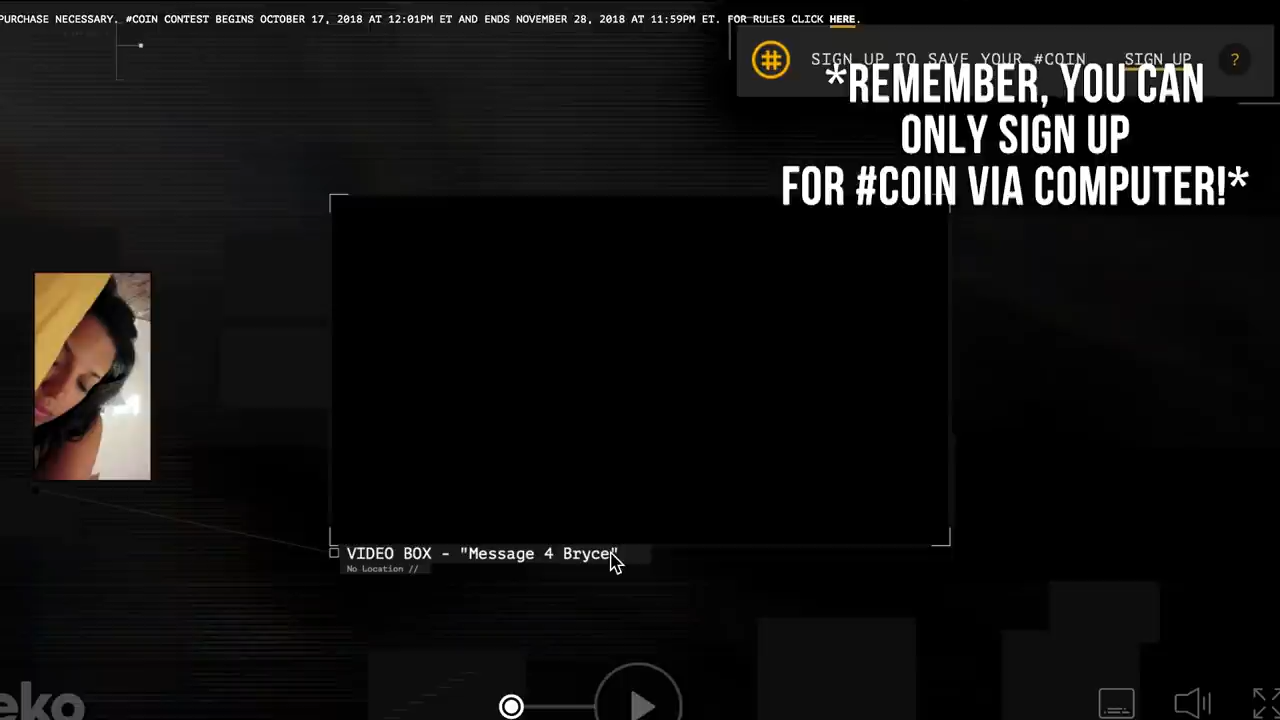 PURCHASE NECESSARY. #COIN CONTEST BEGINS OCTOBER 17, 2018 AT 12:01PM ET AND ENDS NOVEMBER 28, 2018 AT 11:59PM ET. FOR RULES CLICK HERE.
SIGN UP TO SAVE YOUR #COIN SIGN UP ?
*REMEMBER, YOU CAN
ONLY SIGN UP
FOR #COIN VIA COMPUTER!*
VIDEO BOX - "Message 4 Bryce"
No Location //
eko